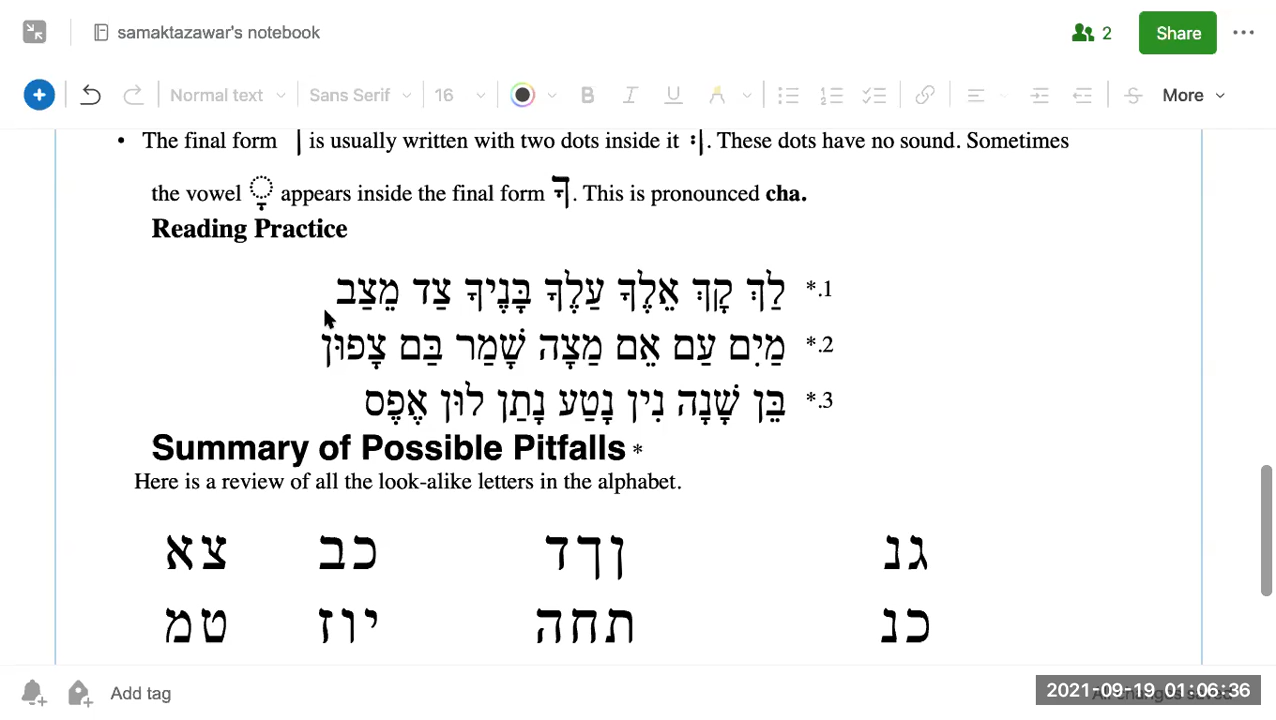 samaktazawar's notebook
2
Share
Normal text
Sans Serif
16
B I U
More
• The final form ן is usually written with two dots inside it ְן. These dots have no sound. Sometimes
the vowel ָ appears inside the final form ךָ. This is pronounced cha.
Reading Practice
*.1 לַךְ קָךְ אֵלֶךָ עַלֶךָ בָּנֶיךָ צַד מֵצַב
*.2 מַיִם עַם אֵם מַצָה שָׁמַר בַּם צָפוּן
*.3 בֵּן שָׁנָה נִין נָטַע נָתַן לוּן אֶפֶס
Summary of Possible Pitfalls *
Here is a review of all the look-alike letters in the alphabet.
גנ דךן כב צא
כנ תחה יוז טמ
Add tag
2021-09-19 01:06:36